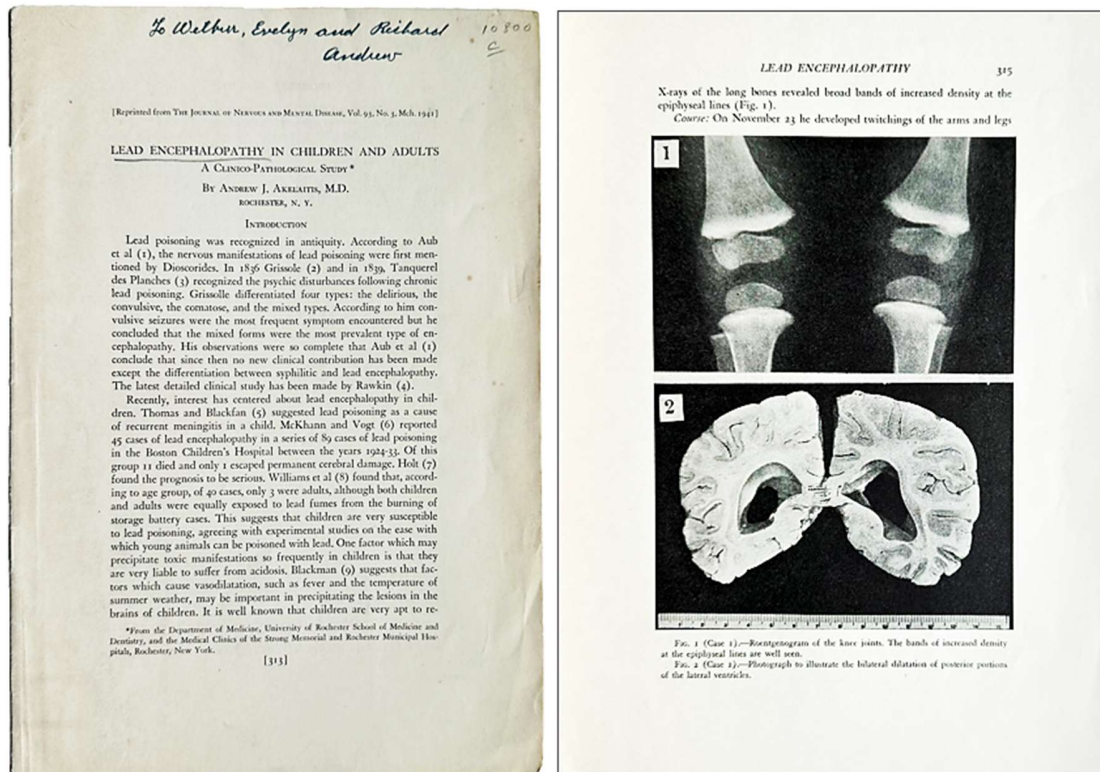 To Wilbur, Evelyn and Richard
Andrew
10300
C
[Reprinted from THE JOURNAL OF NERVOUS AND MENTAL DISEASE, Vol. 93, No. 3, Mch. 1941]
LEAD ENCEPHALOPATHY IN CHILDREN AND ADULTS
A CLINICO-PATHOLOGICAL STUDY*
BY ANDREW J. AKELAITIS, M.D.
ROCHESTER, N. Y.
INTRODUCTION
Lead poisoning was recognized in antiquity. According to Aub
et al (1), the nervous manifestations of lead poisoning were first men-
tioned by Dioscorides. In 1836 Grissole (2) and in 1839, Tanquerel
des Planches (3) recognized the psychic disturbances following chronic
lead poisoning. Grissolle differentiated four types: the delirious, the
convulsive, the comatose, and the mixed types. According to him con-
vulsive seizures were the most frequent symptom encountered but he
concluded that the mixed forms were the most prevalent type of en-
cephalopathy. His observations were so complete that Aub et al (1)
conclude that since then no new clinical contribution has been made
except the differentiation between syphilitic and lead encephalopathy.
The latest detailed clinical study has been made by Rawkin (4).
Recently, interest has centered about lead encephalopathy in chil-
dren. Thomas and Blackfan (5) suggested lead poisoning as a cause
of recurrent meningitis in a child. McKhann and Vogt (6) reported
45 cases of lead encephalopathy in a series of 89 cases of lead poisoning
in the Boston Children's Hospital between the years 1924-33. Of this
group 11 died and only 1 escaped permanent cerebral damage. Holt (7)
found the prognosis to be serious. Williams et al (8) found that, accord-
ing to age group, of 40 cases, only 3 were adults, although both children
and adults were equally exposed to lead fumes from the burning of
storage battery cases. This suggests that children are very susceptible
to lead poisoning, agreeing with experimental studies on the ease with
which young animals can be poisoned with lead. One factor which may
precipitate toxic manifestations so frequently in children is that they
are very liable to suffer from acidosis. Blackman (9) suggests that fac-
tors which cause vasodilatation, such as fever and the temperature of
summer weather, may be important in precipitating the lesions in the
brains of children. It is well known that children are very apt to re-
*From the Department of Medicine, University of Rochester School of Medicine and
Dentistry, and the Medical Clinics of the Strong Memorial and Rochester Municipal Hos-
pitals, Rochester, New York.
[313]
LEAD ENCEPHALOPATHY 315
X-rays of the long bones revealed broad bands of increased density at the
epiphyseal lines (Fig. 1).
Course: On November 23 he developed twitchings of the arms and legs
1
2
FIG. 1 (Case 1).—Roentgenogram of the knee joints. The bands of increased density
at the epiphyseal lines are well seen.
FIG. 2 (Case 2).—Photograph to illustrate the bilateral dilatation of posterior portions
of the lateral ventricles.